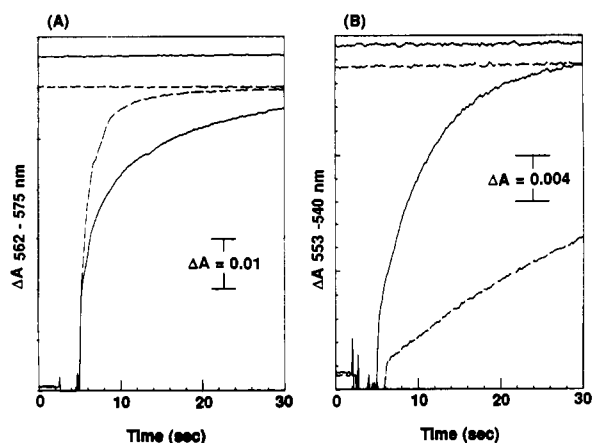 (A)
ΔA 562 - 575 nm
ΔA = 0.01
0 10 20 30
Time (sec)
(B)
ΔA 553 -540 nm
ΔA = 0.004
0 10 20 30
Time (sec)